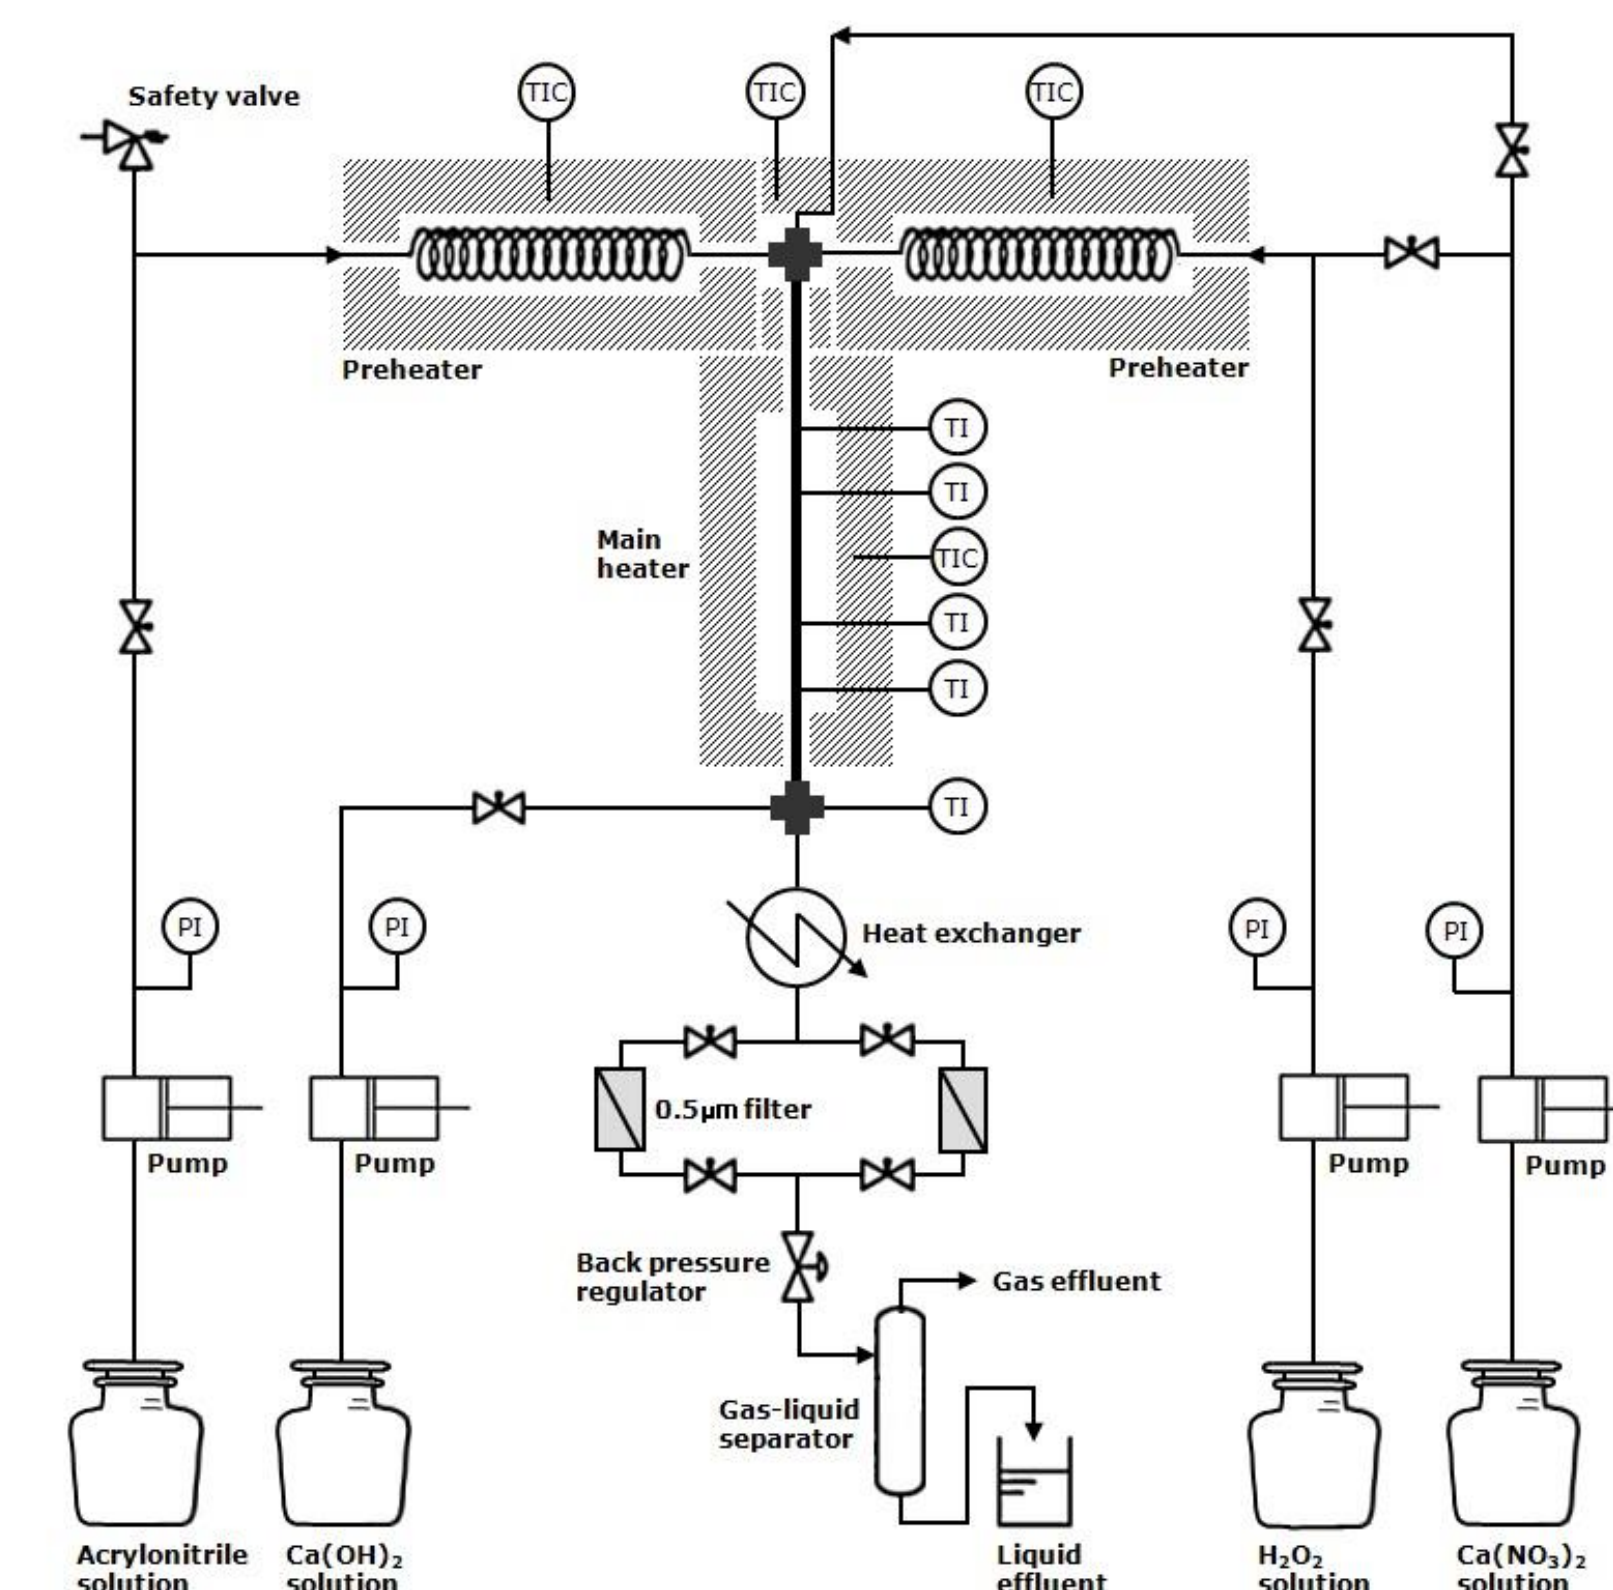 Safety valve
TIC
TIC
TIC
Preheater
Preheater
TI
TI
Main
heater
TIC
TI
TI
TI
PI
PI
PI
PI
Heat exchanger
0.5µm filter
Pump
Pump
Pump
Pump
Back pressure
regulator
Gas effluent
Gas-liquid
separator
Acrylonitrile
solution
Ca(OH)₂
solution
Liquid
effluent
H₂O₂
solution
Ca(NO₃)₂
solution